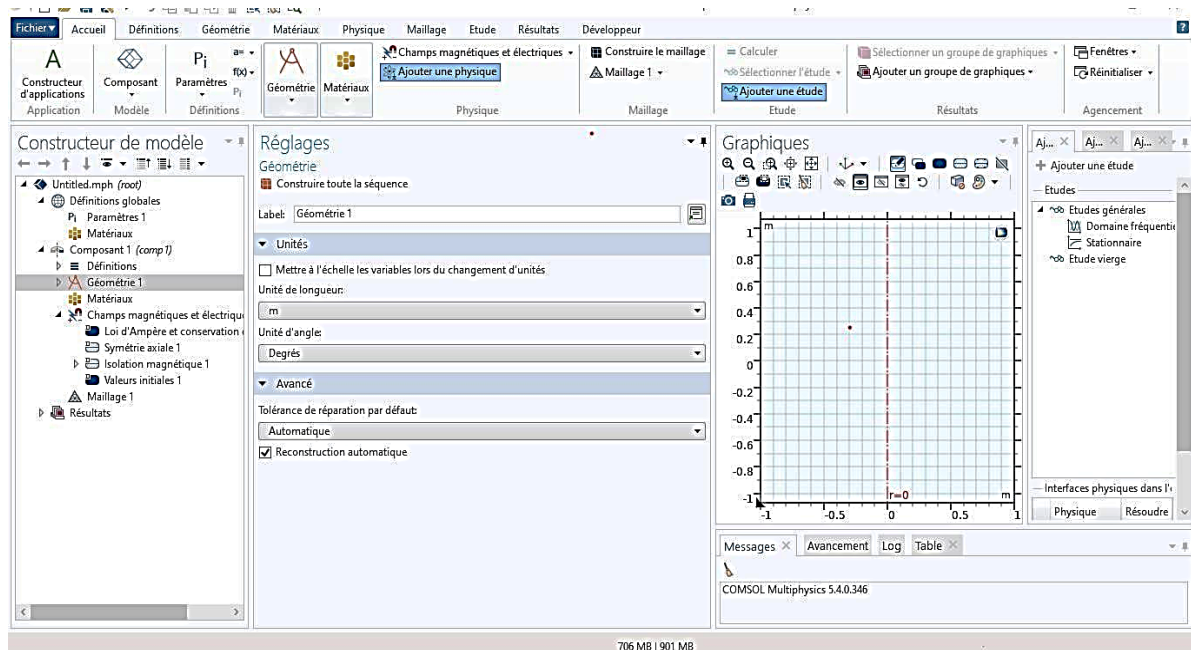 Fichier Accueil Définitions Géométrie Matériaux Physique Maillage Etude Résultats Développeur
A Constructeur d'applications
Application
Composant
Modèle
Pi Paramètres
a=
f(x)
Pi
Définitions
Géométrie
Matériaux
Champs magnétiques et électriques
Ajouter une physique
Physique
Construire le maillage
Maillage 1
Maillage
= Calculer
Sélectionner l'étude
Ajouter une étude
Etude
Sélectionner un groupe de graphiques
Ajouter un groupe de graphiques
Résultats
Fenêtres
Réinitialiser
Agencement
Constructeur de modèle
Untitled.mph (root)
Définitions globales
Pi Paramètres 1
Matériaux
Composant 1 (comp1)
Définitions
Géométrie 1
Matériaux
Champs magnétiques et électriqu
Loi d'Ampère et conservation
Symétrie axiale 1
Isolation magnétique 1
Valeurs initiales 1
Maillage 1
Résultats
Réglages
Géométrie
Construire toute la séquence
Label: Géométrie 1
Unités
Mettre à l'échelle les variables lors du changement d'unités
Unité de longueur:
m
Unité d'angle:
Degrés
Avancé
Tolérance de réparation par défaut:
Automatique
Reconstruction automatique
Graphiques
m
1
0.8
0.6
0.4
0.2
0
-0.2
-0.4
-0.6
-0.8
-1
r=0
m
-1 -0.5 0 0.5 1
Aj... Aj... Aj...
Ajouter une étude
Etudes
Etudes générales
Domaine fréquentie
Stationnaire
Etude vierge
Interfaces physiques dans l'
Physique Résoudre
Messages Avancement Log Table
COMSOL Multiphysics 5.4.0.346
706 MB | 901 MB